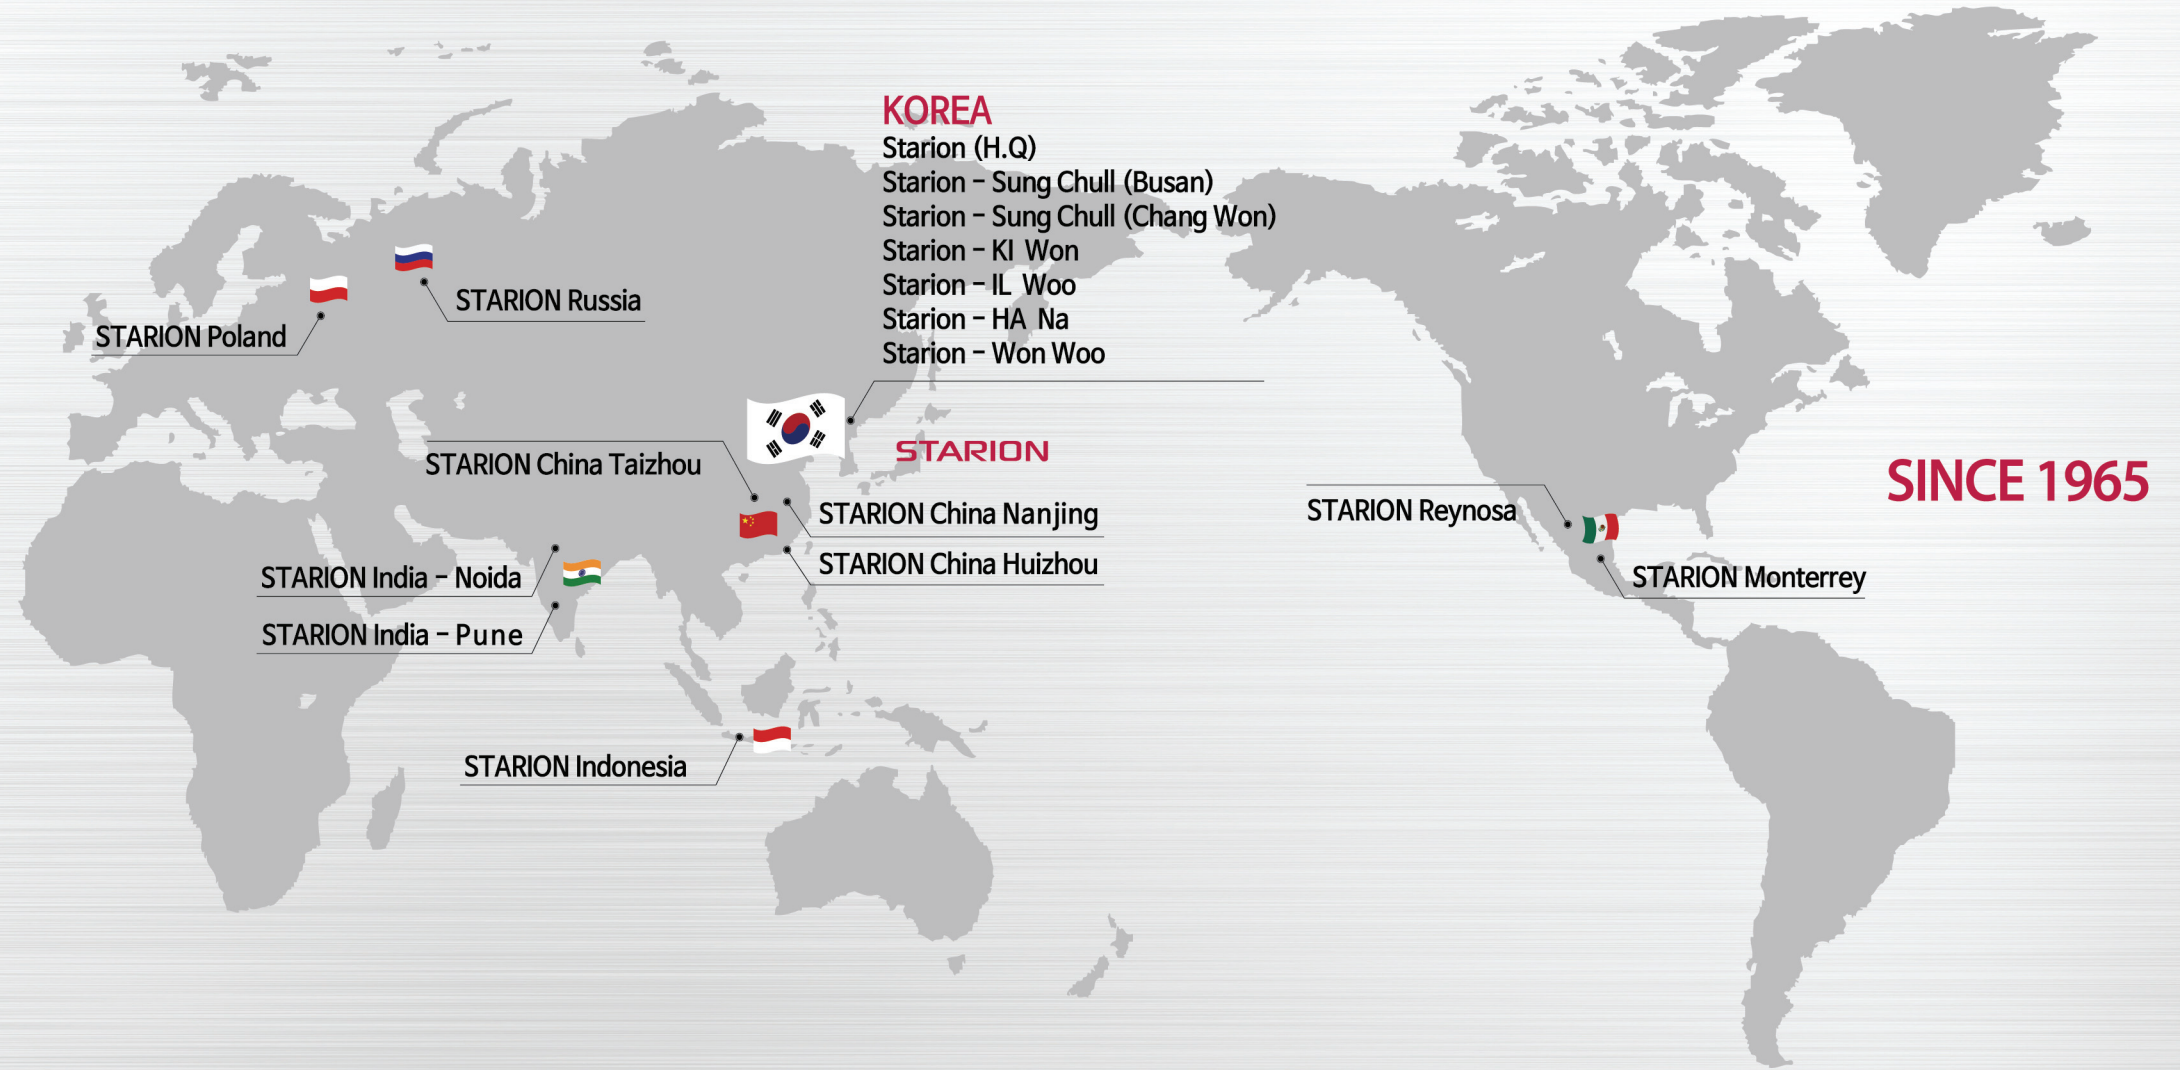 KOREA
Starion (H.Q)
Starion - Sung Chull (Busan)
Starion - Sung Chull (Chang Won)
Starion - KI Won
Starion - IL Woo
Starion - HA Na
Starion - Won Woo
STARION Russia
STARION Poland
STARION
STARION China Taizhou
STARION China Nanjing
STARION China Huizhou
STARION India - Noida
STARION India - Pune
STARION Indonesia
SINCE 1965
STARION Reynosa
STARION Monterrey